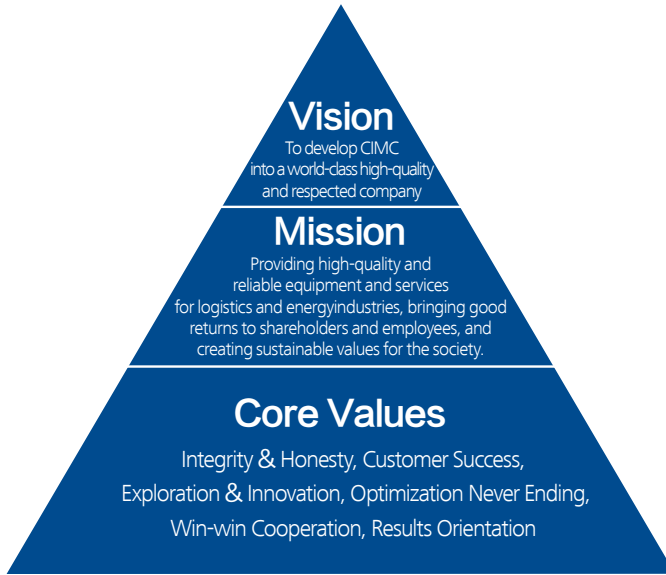 Vision
To develop CIMC
into a world-class high-quality
and respected company
Mission
Providing high-quality and
reliable equipment and services
for logistics and energyindustries, bringing good
returns to shareholders and employees, and
creating sustainable values for the society.
Core Values
Integrity & Honesty, Customer Success,
Exploration & Innovation, Optimization Never Ending,
Win-win Cooperation, Results Orientation